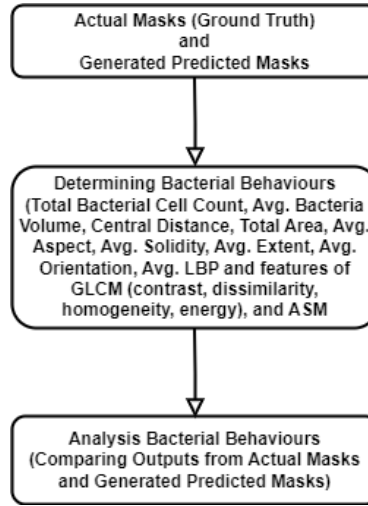 Actual Masks (Ground Truth)
and
Generated Predicted Masks
Determining Bacterial Behaviours
(Total Bacterial Cell Count, Avg. Bacteria
Volume, Central Distance, Total Area, Avg.
Aspect, Avg. Solidity, Avg. Extent, Avg.
Orientation, Avg. LBP and features of
GLCM (contrast, dissimilarity,
homogeneity, energy), and ASM
Analysis Bacterial Behaviours
(Comparing Outputs from Actual Masks
and Generated Predicted Masks)